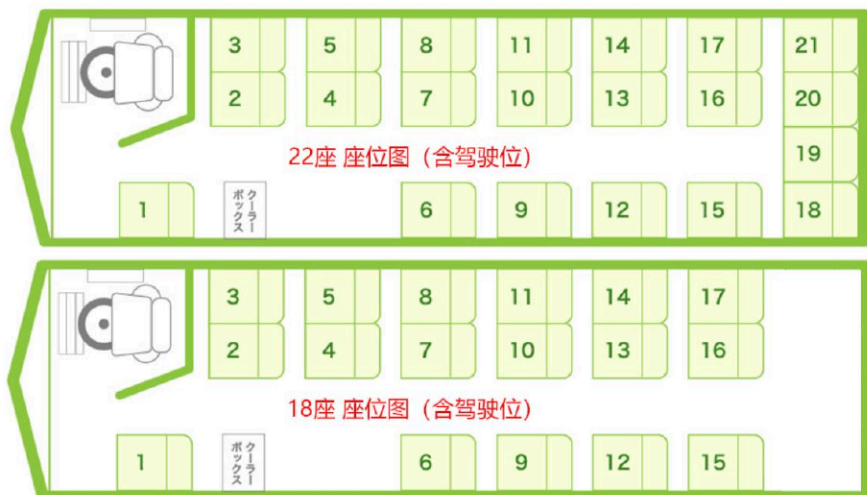 3 5 8 11 14 17 21
2 4 7 10 13 16 20
22座 座位图（含驾驶位）
19
1 クーラー
ボックス 6 9 12 15 18
3 5 8 11 14 17
2 4 7 10 13 16
18座 座位图（含驾驶位）
1 クーラー
ボックス 6 9 12 15